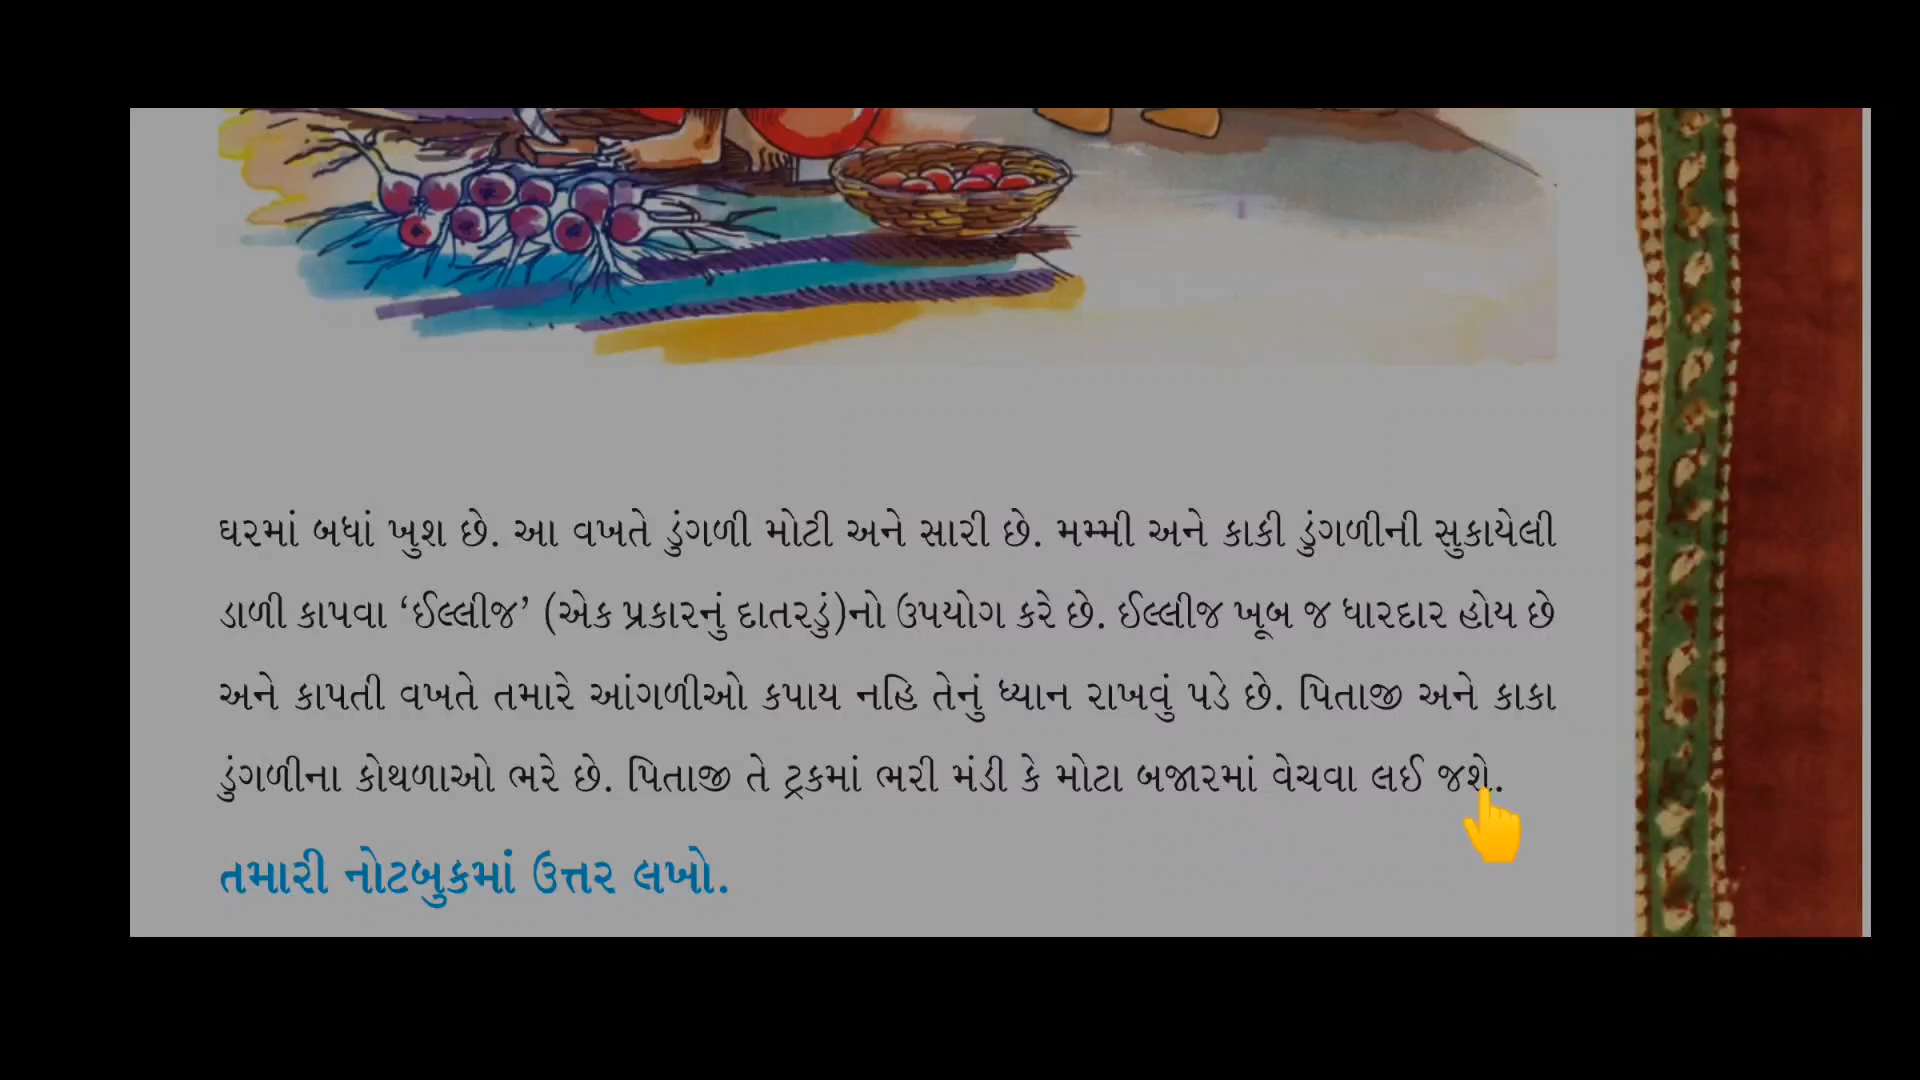 ઘરમાં બધાં ખુશ છે. આ વખતે ડુંગળી મોટી અને સારી છે. મમ્મી અને કાકી ડુંગળીની સુકાયેલી
ડાળી કાપવા ‘ઈલ્લીજ’ (એક પ્રકારનું દાતરડું)નો ઉપયોગ કરે છે. ઈલ્લીજ ખૂબ જ ધારદાર હોય છે
અને કાપતી વખતે તમારે આંગળીઓ કપાય નહિ તેનું ધ્યાન રાખવું પડે છે. પિતાજી અને કાકા
ડુંગળીના કોથળાઓ ભરે છે. પિતાજી તે ટ્રકમાં ભરી મંડી કે મોટા બજારમાં વેચવા લઈ જશે.
તમારી નોટબુકમાં ઉત્તર લખો.